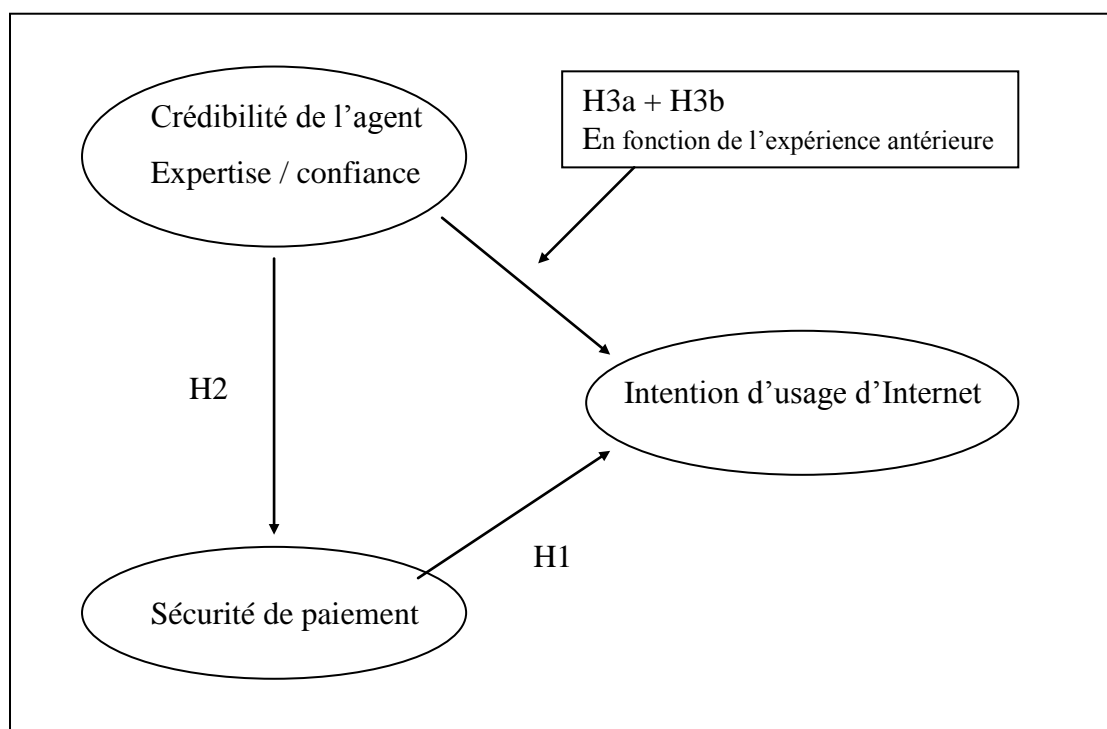 Crédibilité de l’agent
Expertise / confiance
H3a + H3b
En fonction de l’expérience antérieure
H2
Intention d’usage d’Internet
H1
Sécurité de paiement